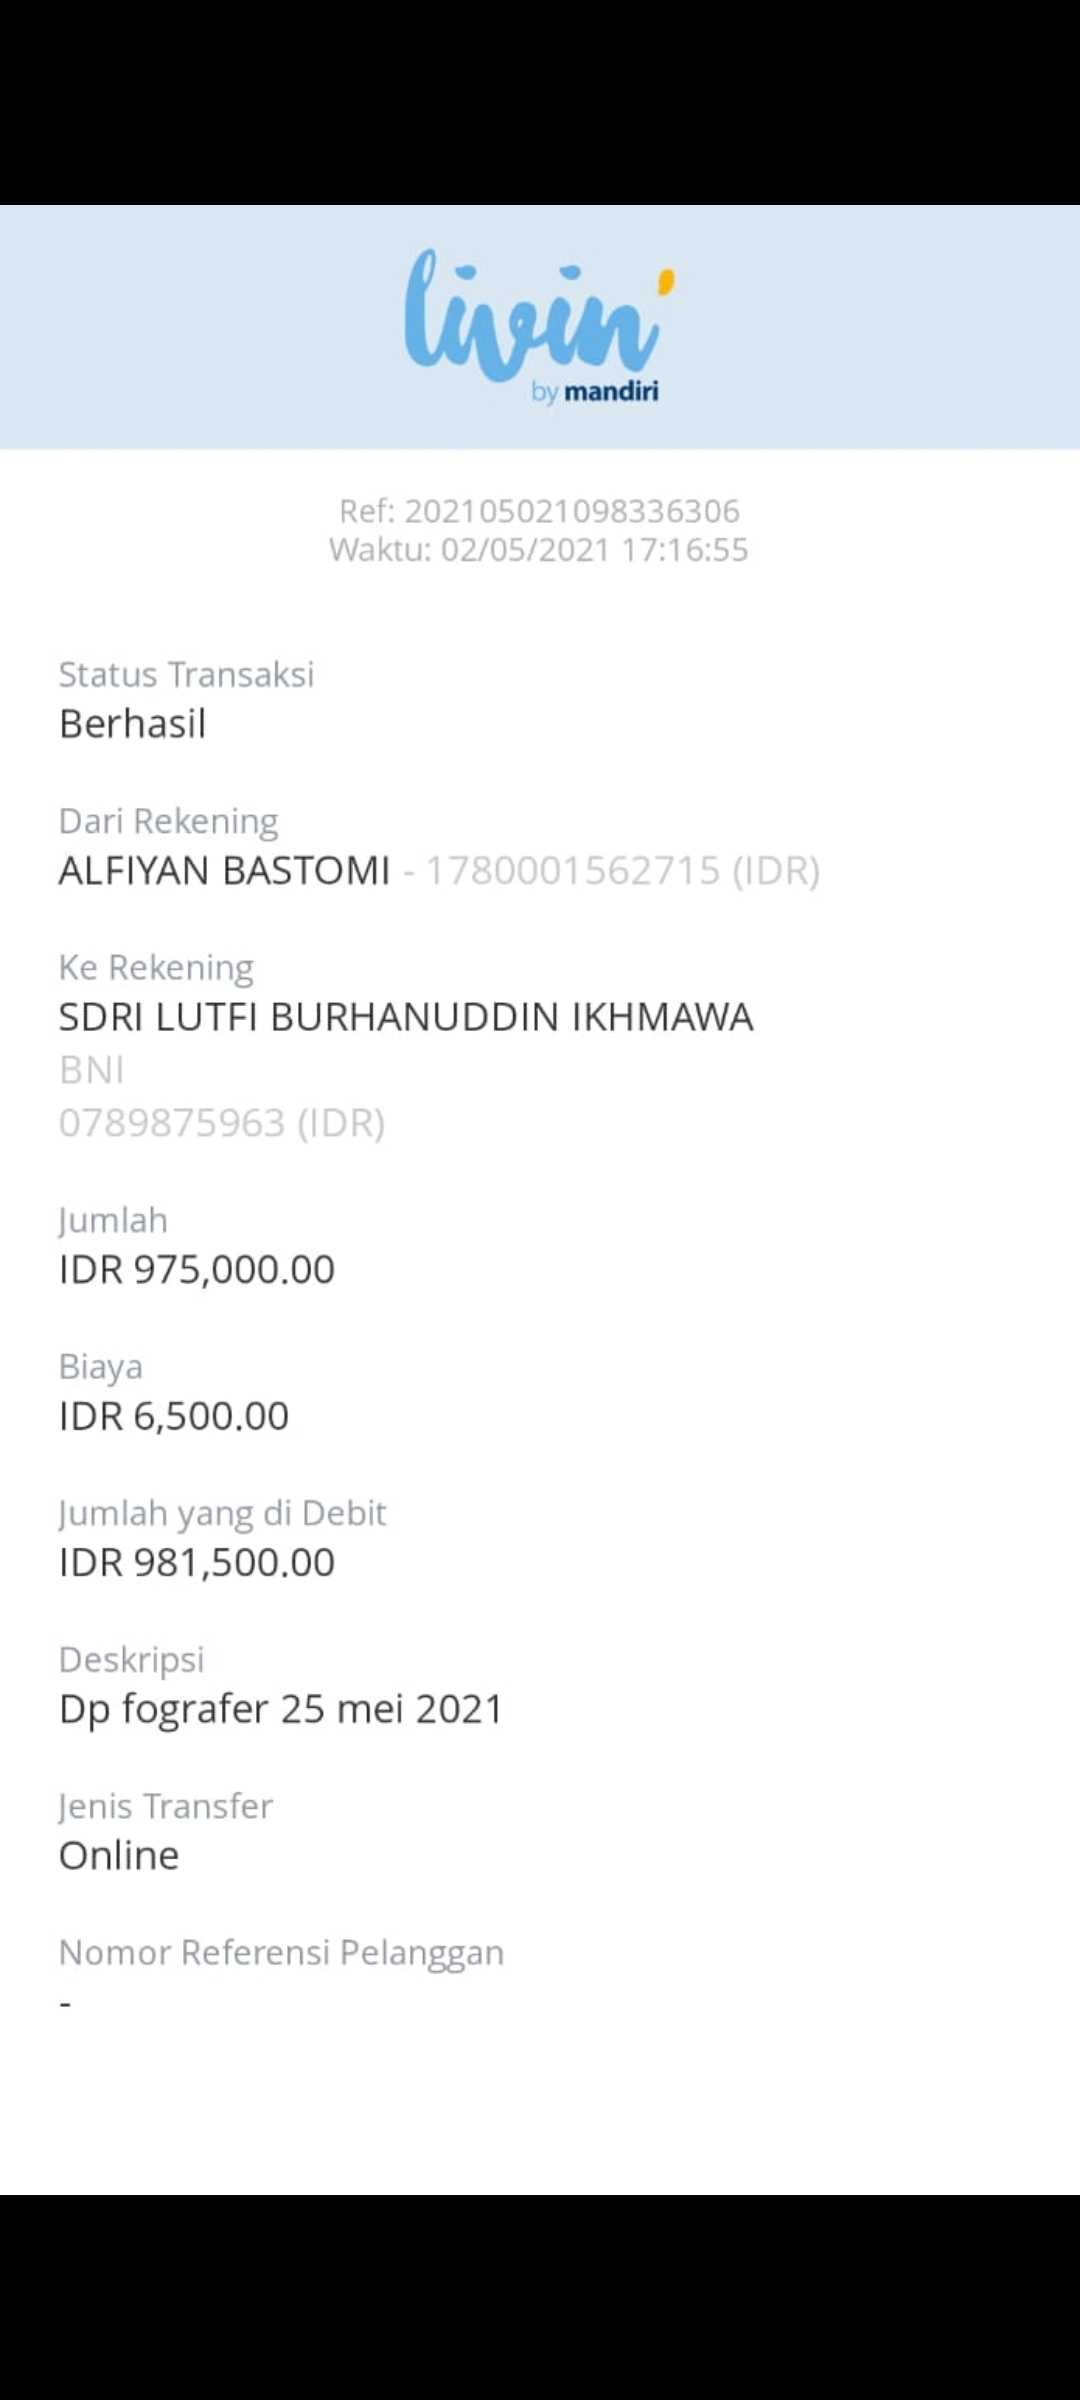 livin'
by mandiri
Ref: 202105021098336306
Waktu: 02/05/2021 17:16:55
Status Transaksi
Berhasil
Dari Rekening
ALFIYAN BASTOMI - 1780001562715 (IDR)
Ke Rekening
SDRI LUTFI BURHANUDDIN IKHMAWA
BNI
0789875963 (IDR)
Jumlah
IDR 975,000.00
Biaya
IDR 6,500.00
Jumlah yang di Debit
IDR 981,500.00
Deskripsi
Dp fografer 25 mei 2021
Jenis Transfer
Online
Nomor Referensi Pelanggan
-